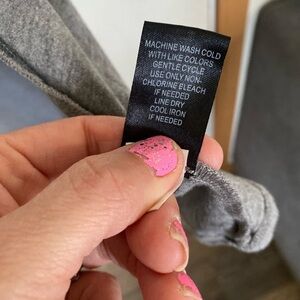 MACHINE WASH COLD
WITH LIKE COLORS
GENTLE CYCLE
USE ONLY NON-
CHLORINE BLEACH
IF NEEDED
LINE DRY
COOL IRON
IF NEEDED